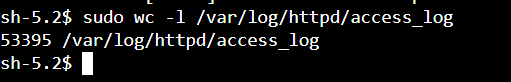 sh-5.2$ sudo wc -l /var/log/httpd/access_log
53395 /var/log/httpd/access_log
sh-5.2$